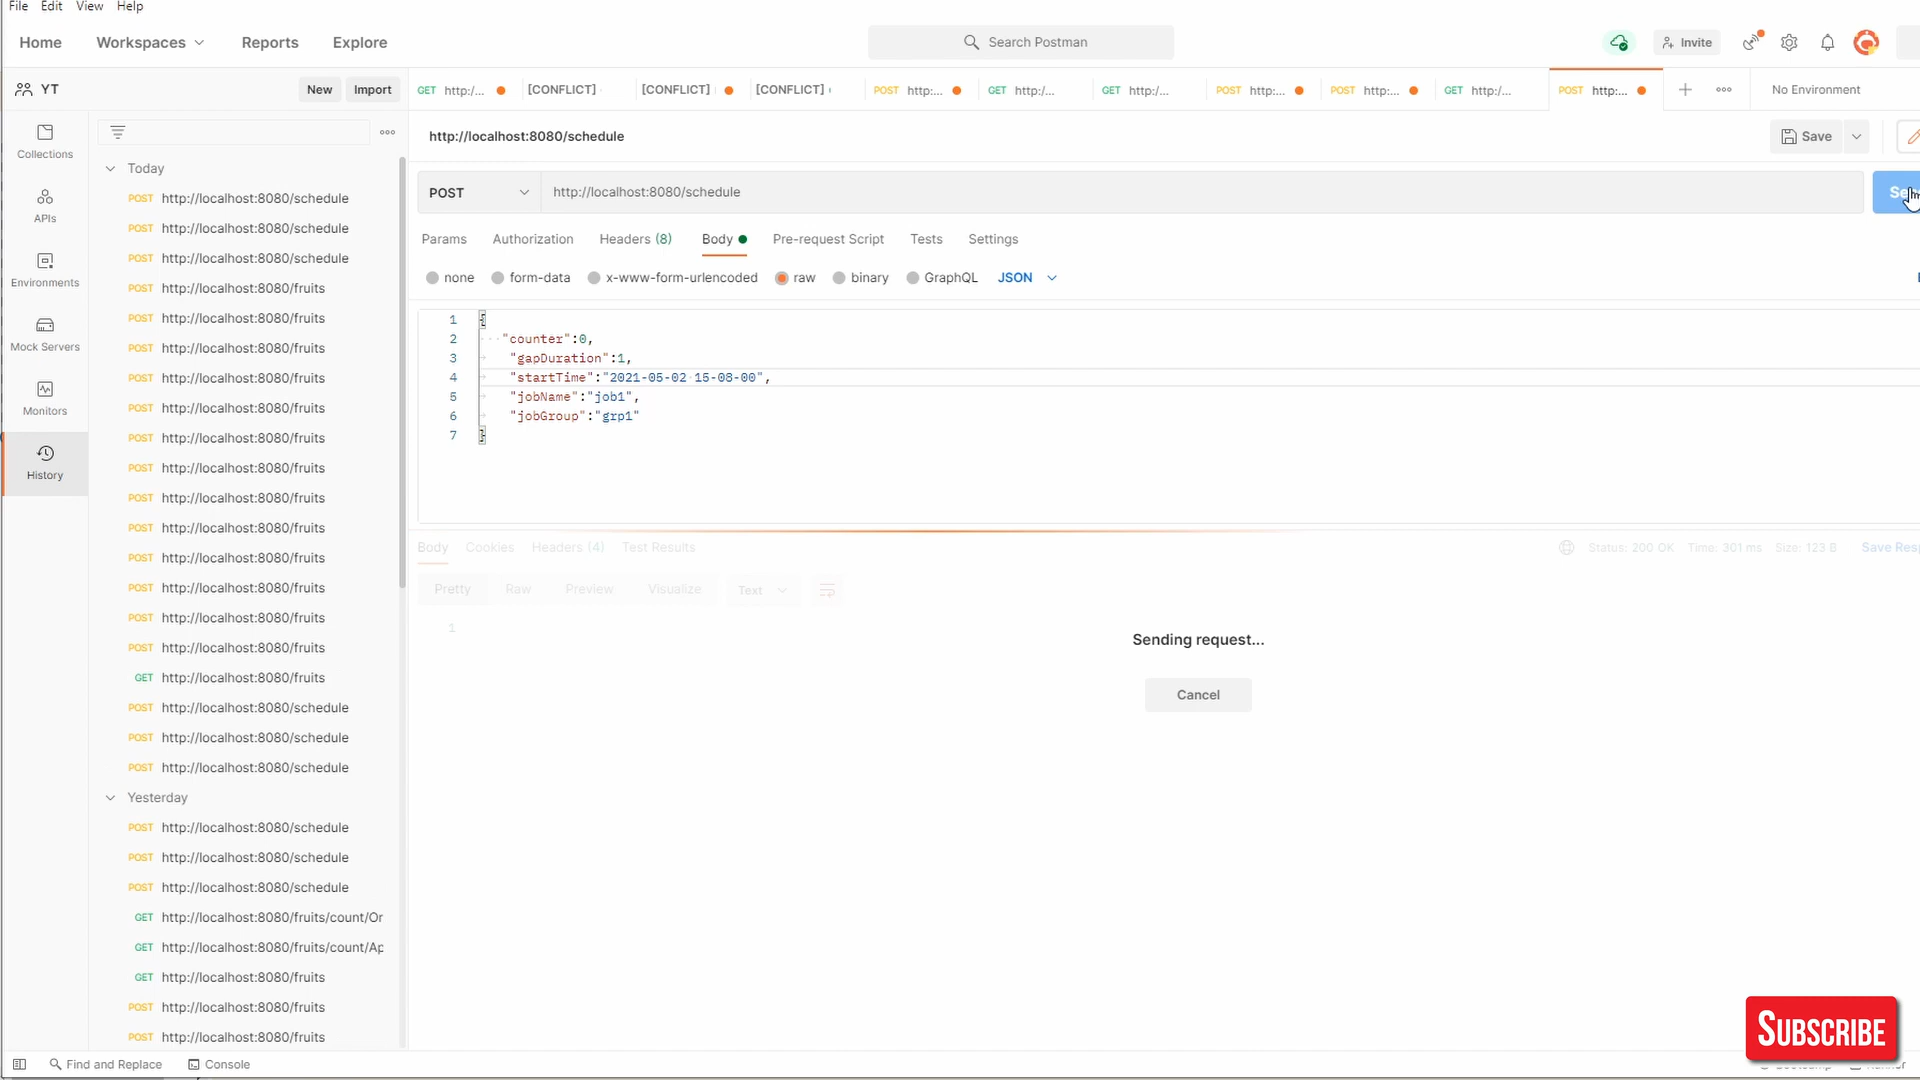 File Edit View Help
Home Workspaces Reports Explore Search Postman Invite
YT New Import GET http:/... [CONFLICT] [CONFLICT] [CONFLICT] POST http:... GET http:/... GET http:/... POST http:... POST http:... GET http:/... POST http:... No Environment
http://localhost:8080/schedule Save
POST http://localhost:8080/schedule
Params Authorization Headers (8) Body Pre-request Script Tests Settings
none form-data x-www-form-urlencoded raw binary GraphQL JSON
1 {
2 "counter":0,
3 "gapDuration":1,
4 "startTime":"2021-05-02 15-08-00",
5 "jobName":"job1",
6 "jobGroup":"grp1"
7 }
Body Cookies Headers (4) Test Results Status: 200 OK Time: 301 ms Size: 123 B Save Resp
Pretty Raw Preview Visualize Text
1
Sending request...
Cancel
Collections
APIs
Environments
Mock Servers
Monitors
History
Today
POST http://localhost:8080/schedule
POST http://localhost:8080/schedule
POST http://localhost:8080/schedule
POST http://localhost:8080/fruits
POST http://localhost:8080/fruits
POST http://localhost:8080/fruits
POST http://localhost:8080/fruits
POST http://localhost:8080/fruits
POST http://localhost:8080/fruits
POST http://localhost:8080/fruits
POST http://localhost:8080/fruits
POST http://localhost:8080/fruits
POST http://localhost:8080/fruits
POST http://localhost:8080/fruits
POST http://localhost:8080/fruits
POST http://localhost:8080/fruits
GET http://localhost:8080/fruits
POST http://localhost:8080/schedule
POST http://localhost:8080/schedule
POST http://localhost:8080/schedule
Yesterday
POST http://localhost:8080/schedule
POST http://localhost:8080/schedule
POST http://localhost:8080/schedule
GET http://localhost:8080/fruits/count/Or
GET http://localhost:8080/fruits/count/Ap
GET http://localhost:8080/fruits
POST http://localhost:8080/fruits
POST http://localhost:8080/fruits
SUBSCRIBE
Find and Replace Console